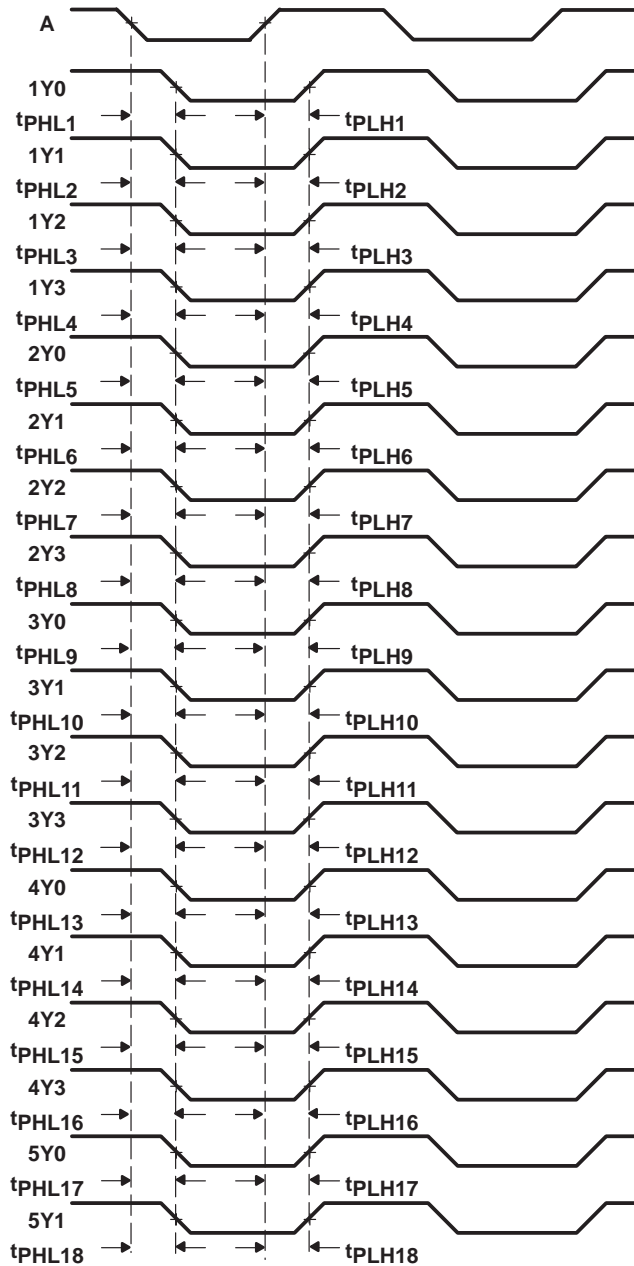 A
1Y0
tPHL1 tPLH1
1Y1
tPHL2 tPLH2
1Y2
tPHL3 tPLH3
1Y3
tPHL4 tPLH4
2Y0
tPHL5 tPLH5
2Y1
tPHL6 tPLH6
2Y2
tPHL7 tPLH7
2Y3
tPHL8 tPLH8
3Y0
tPHL9 tPLH9
3Y1
tPHL10 tPLH10
3Y2
tPHL11 tPLH11
3Y3
tPHL12 tPLH12
4Y0
tPHL13 tPLH13
4Y1
tPHL14 tPLH14
4Y2
tPHL15 tPLH15
4Y3
tPHL16 tPLH16
5Y0
tPHL17 tPLH17
5Y1
tPHL18 tPLH18